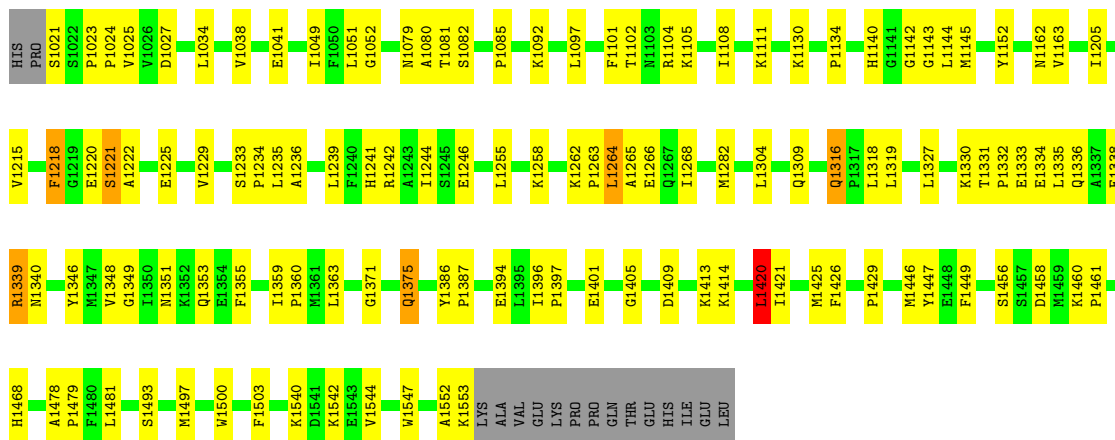 HIS PRO S1021 S1022 P1023 P1024 V1025 V1026 D1027 L1034 V1038 E1041 I1049 F1050 L1051 G1052 N1079 A1080 T1081 S1082 P1085 K1092 L1097 F1101 T1102 N1103 R1104 K1105 I1108 K1111 K1130 P1134 H1140 G1141 G1142 G1143 L1144 M1145 Y1152 N1162 V1163 I1205
V1215 F1218 G1219 E1220 S1221 A1222 E1225 V1229 S1233 P1234 L1235 A1236 L1239 F1240 H1241 R1242 A1243 I1244 S1245 E1246 L1255 K1258 K1262 P1263 L1264 A1265 E1266 Q1267 I1268 M1282 L1304 Q1309 Q1316 P1317 L1318 L1319 L1327 K1330 T1331 P1332 E1333 E1334 L1335 Q1336 A1337
R1339 N1340 Y1346 M1347 V1348 G1349 I1350 N1351 K1352 Q1353 E1354 F1355 I1359 P1360 M1361 L1363 G1371 Q1375 Y1386 P1387 E1394 L1395 I1396 P1397 E1401 G1405 D1409 K1413 K1414 L1420 I1421 M1425 F1426 P1429 M1446 Y1447 E1448 F1449 S1456 S1457 D1458 M1459 K1460 P1461
H1468 A1478 P1479 F1480 L1481 S1493 M1497 W1500 F1503 K1540 D1541 K1542 E1543 V1544 W1547 A1552 K1553 LYS ALA VAL GLU LYS PRO PRO GLN THR GLU HIS ILE GLU LEU